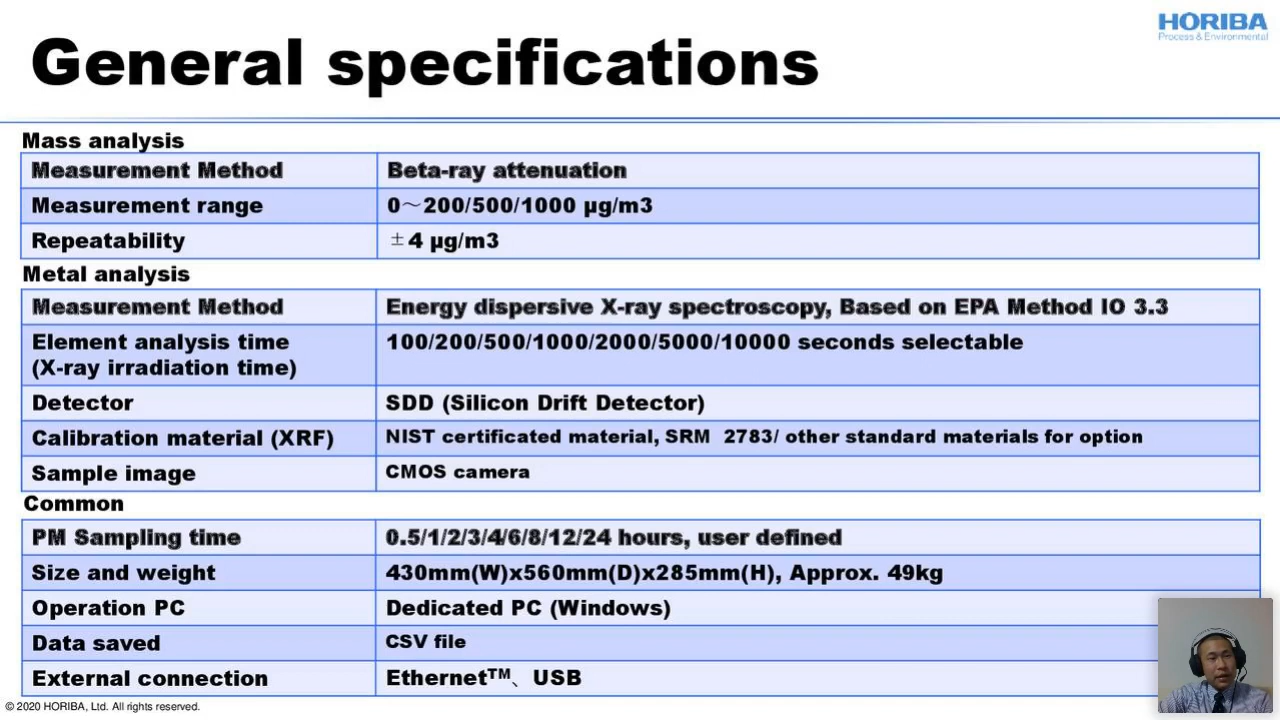 HORIBA
Process & Environmental
General specifications
Mass analysis
Measurement Method Beta-ray attenuation
Measurement range 0～200/500/1000 µg/m3
Repeatability ±4 µg/m3
Metal analysis
Measurement Method Energy dispersive X-ray spectroscopy, Based on EPA Method IO 3.3
Element analysis time 100/200/500/1000/2000/5000/10000 seconds selectable
(X-ray irradiation time)
Detector SDD (Silicon Drift Detector)
Calibration material (XRF) NIST certificated material, SRM 2783/ other standard materials for option
Sample image CMOS camera
Common
PM Sampling time 0.5/1/2/3/4/6/8/12/24 hours, user defined
Size and weight 430mm(W)x560mm(D)x285mm(H), Approx. 49kg
Operation PC Dedicated PC (Windows)
Data saved CSV file
External connection Ethernet™、USB
© 2020 HORIBA, Ltd. All rights reserved.